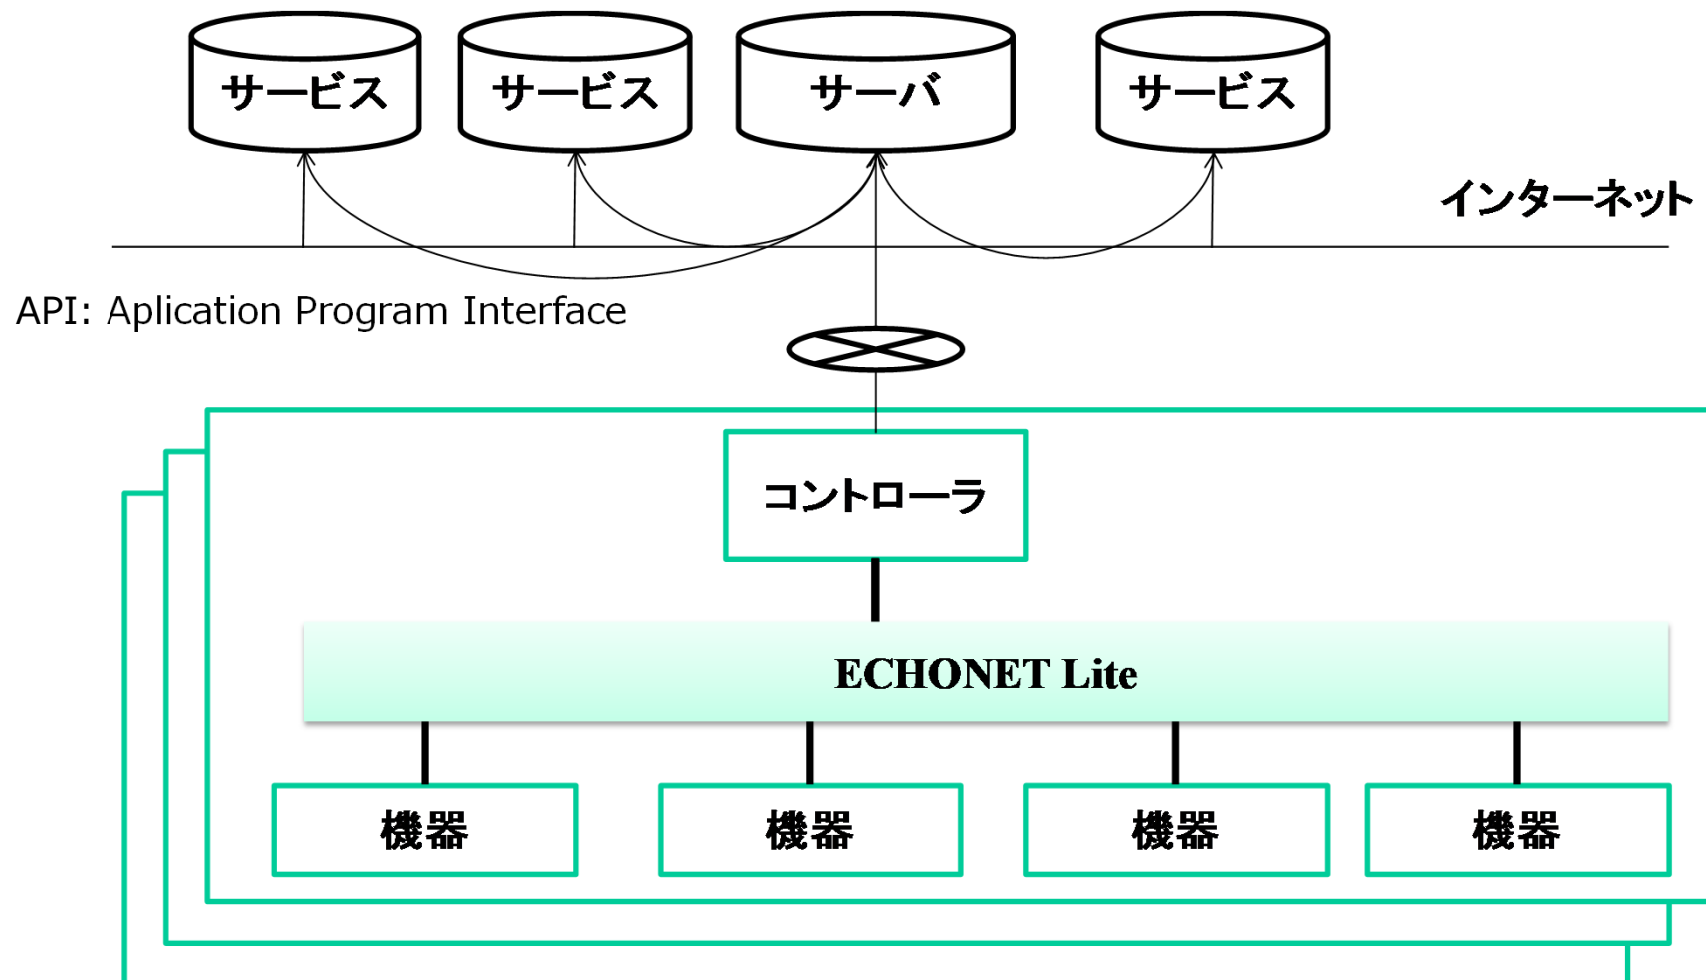 サービス
サービス
サーバ
サービス
インターネット
API: Aplication Program Interface
コントローラ
ECHONET Lite
機器
機器
機器
機器